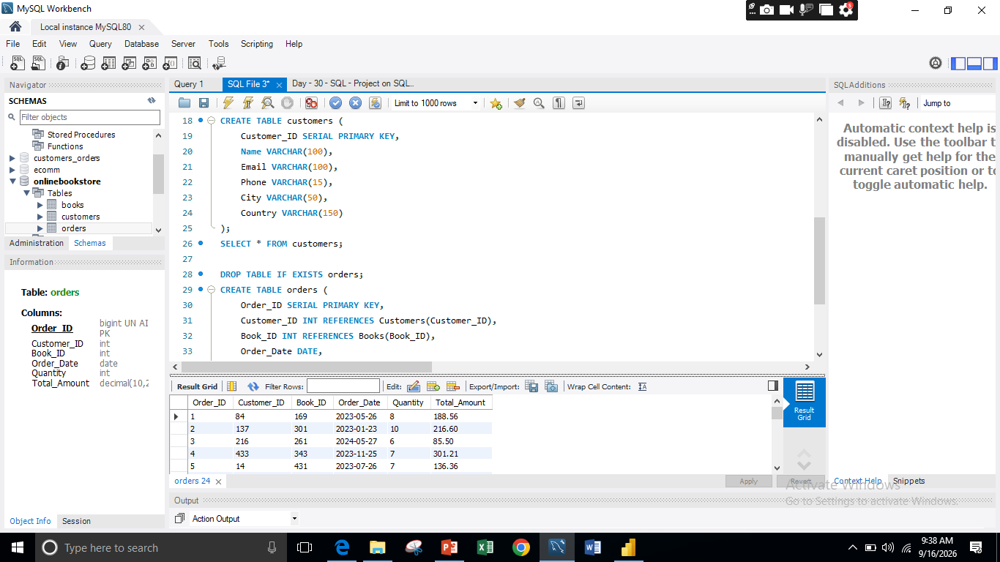 MySQL Workbench
5
Local instance MySQL80
File Edit View Query Database Server Tools Scripting Help
Navigator
SCHEMAS
Filter objects
Stored Procedures
Functions
customers_orders
ecomm
onlinebookstore
Tables
books
customers
orders
Administration Schemas
Information
Table: orders
Columns:
Order_ID bigint UN AI
PK
Customer_ID int
Book_ID int
Order_Date date
Quantity int
Total_Amount decimal(10,2
Object Info Session
Query 1 SQL File 3* Day - 30 - SQL - Project on SQL...
Limit to 1000 rows
18 CREATE TABLE customers (
19 Customer_ID SERIAL PRIMARY KEY,
20 Name VARCHAR(100),
21 Email VARCHAR(100),
22 Phone VARCHAR(15),
23 City VARCHAR(50),
24 Country VARCHAR(150)
25 );
26 SELECT * FROM customers;
27
28 DROP TABLE IF EXISTS orders;
29 CREATE TABLE orders (
30 Order_ID SERIAL PRIMARY KEY,
31 Customer_ID INT REFERENCES Customers(Customer_ID),
32 Book_ID INT REFERENCES Books(Book_ID),
33 Order_Date DATE,
Result Grid Filter Rows: Edit: Export/Import: Wrap Cell Content:
Order_ID Customer_ID Book_ID Order_Date Quantity Total_Amount
1 84 169 2023-05-26 8 188.56
2 137 301 2023-01-23 10 216.60
3 216 261 2024-05-27 6 85.50
4 433 343 2023-11-25 7 301.21
5 14 431 2023-07-26 7 136.36
Result
Grid
orders 24 Apply Revert
Output
Action Output
SQLAdditions
Jump to
Automatic context help is
disabled. Use the toolbar t
manually get help for the
current caret position or to
toggle automatic help.
Context Help Snippets
Activate Windows
Go to Settings to activate Windows.
Type here to search
9:38 AM
9/16/2026